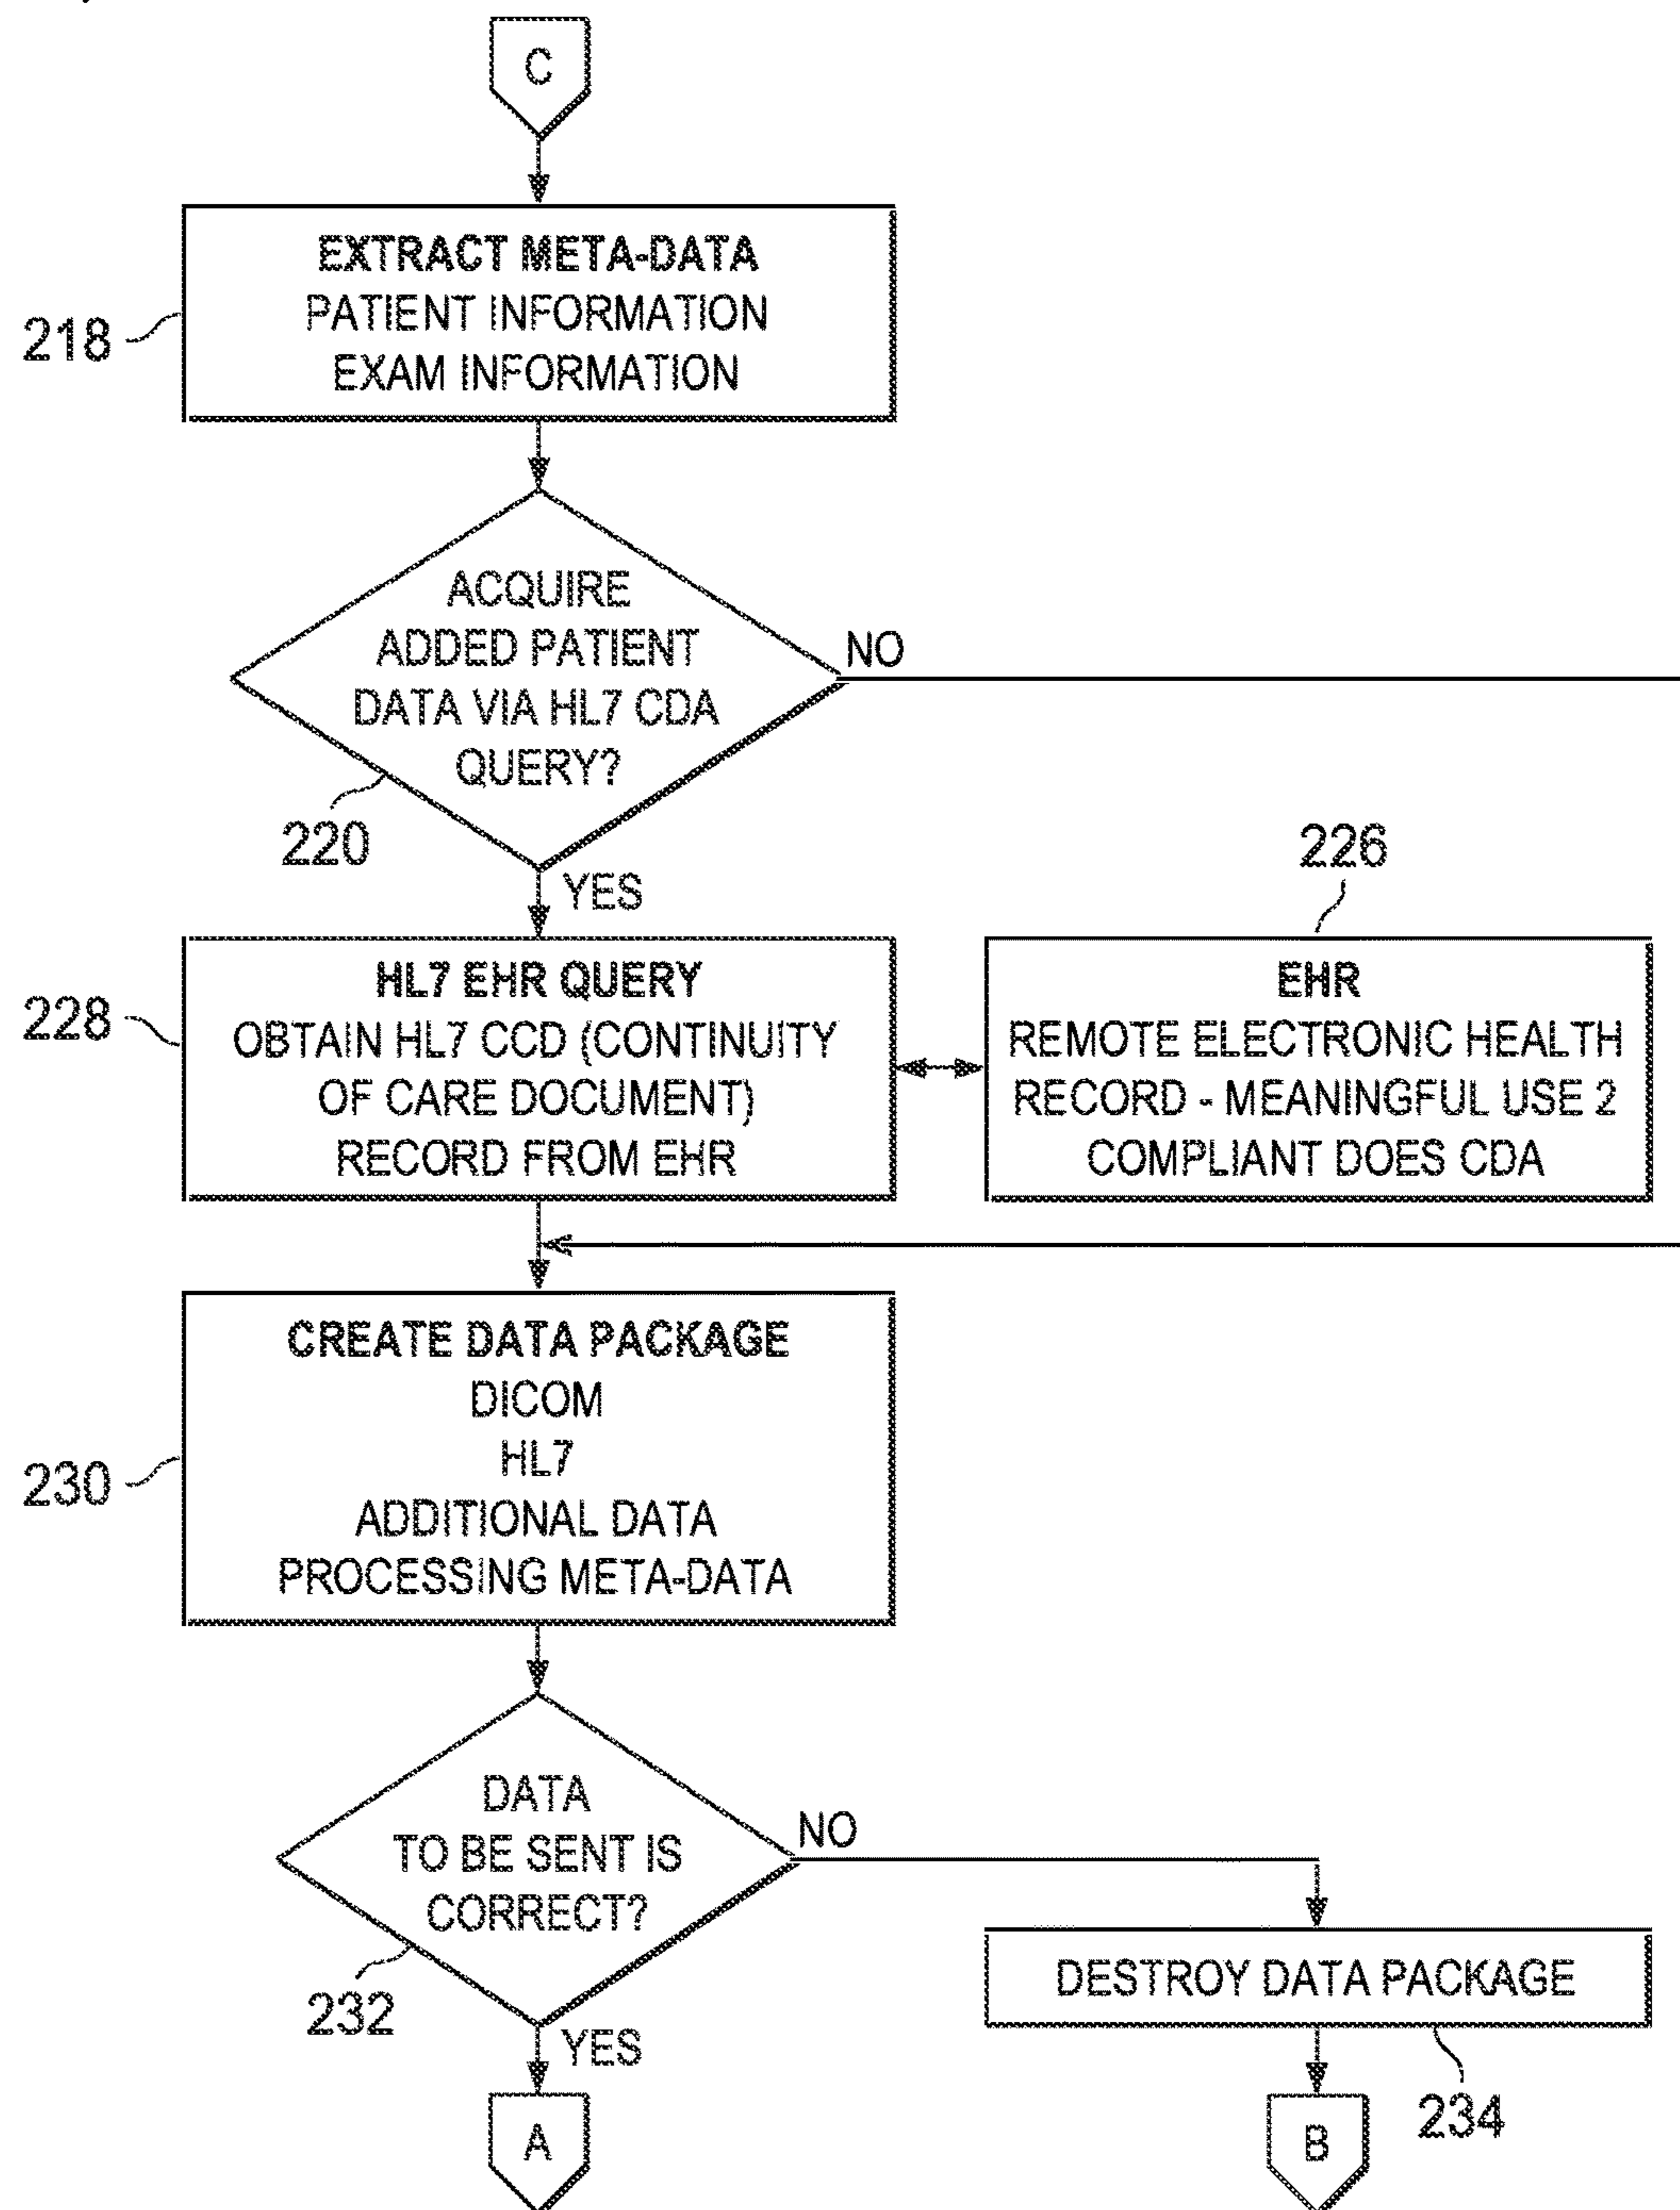 C
EXTRACT META-DATA
PATIENT INFORMATION
EXAM INFORMATION
218
ACQUIRE
ADDED PATIENT
DATA VIA HL7 CDA
QUERY?
NO
220
YES
226
HL7 EHR QUERY
OBTAIN HL7 CCD (CONTINUITY
OF CARE DOCUMENT)
RECORD FROM EHR
228
EHR
REMOTE ELECTRONIC HEALTH
RECORD - MEANINGFUL USE 2
COMPLIANT DOES CDA
CREATE DATA PACKAGE
DICOM
HL7
ADDITIONAL DATA
PROCESSING META-DATA
230
DATA
TO BE SENT IS
CORRECT?
NO
232
YES
DESTROY DATA PACKAGE
234
A
B